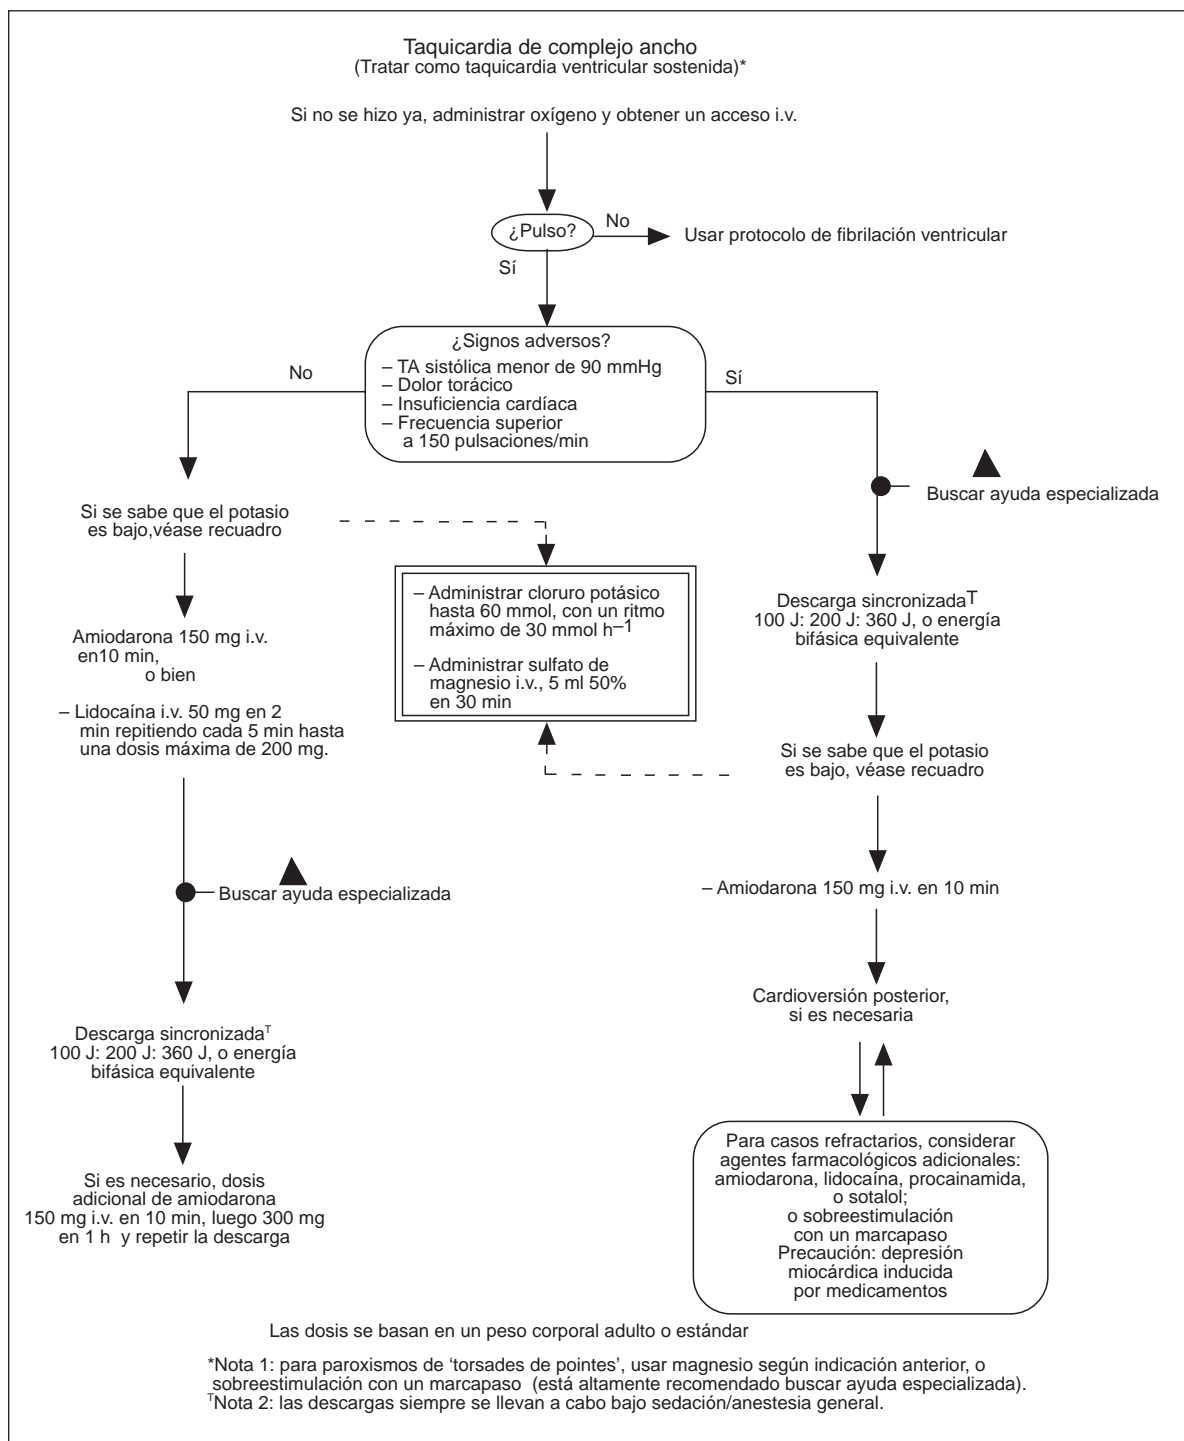 Taquicardia de complejo ancho
(Tratar como taquicardia ventricular sostenida)*
Si no se hizo ya, administrar oxígeno y obtener un acceso i.v.
¿Pulso?
No
Usar protocolo de fibrilación ventricular
Sí
¿Signos adversos?
– TA sistólica menor de 90 mmHg
– Dolor torácico
– Insuficiencia cardíaca
– Frecuencia superior
a 150 pulsaciones/min
No
Sí
Buscar ayuda especializada
Si se sabe que el potasio
es bajo,véase recuadro
– Administrar cloruro potásico
hasta 60 mmol, con un ritmo
máximo de 30 mmol h–1
– Administrar sulfato de
magnesio i.v., 5 ml 50%
en 30 min
Descarga sincronizadaT
100 J: 200 J: 360 J, o energía
bifásica equivalente
Amiodarona 150 mg i.v.
en10 min,
o bien
– Lidocaína i.v. 50 mg en 2
min repitiendo cada 5 min hasta
una dosis máxima de 200 mg.
Si se sabe que el potasio
es bajo, véase recuadro
Buscar ayuda especializada
– Amiodarona 150 mg i.v. en 10 min
Cardioversión posterior,
si es necesaria
Descarga sincronizadaT
100 J: 200 J: 360 J, o energía
bifásica equivalente
Si es necesario, dosis
adicional de amiodarona
150 mg i.v. en 10 min, luego 300 mg
en 1 h y repetir la descarga
Para casos refractarios, considerar
agentes farmacológicos adicionales:
amiodarona, lidocaína, procainamida,
o sotalol;
o sobreestimulación
con un marcapaso
Precaución: depresión
miocárdica inducida
por medicamentos
Las dosis se basan en un peso corporal adulto o estándar
*Nota 1: para paroxismos de ‘torsades de pointes’, usar magnesio según indicación anterior, o
sobreestimulación con un marcapaso (está altamente recomendado buscar ayuda especializada).
TNota 2: las descargas siempre se llevan a cabo bajo sedación/anestesia general.